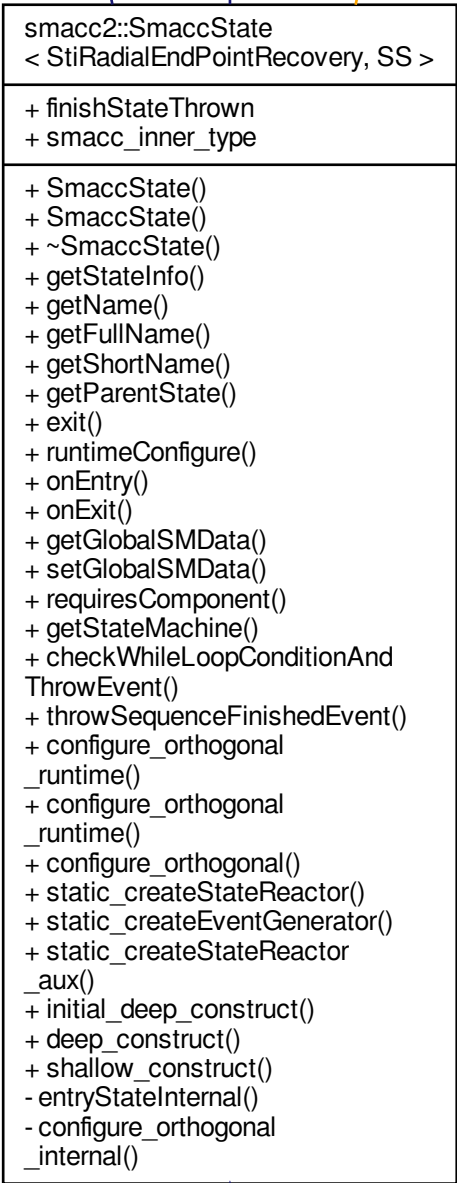 smacc2::SmaccState
< StiRadialEndPointRecovery, SS >
+ finishStateThrown
+ smacc_inner_type
+ SmaccState()
+ SmaccState()
+ ~SmaccState()
+ getStateInfo()
+ getName()
+ getFullName()
+ getShortName()
+ getParentState()
+ exit()
+ runtimeConfigure()
+ onEntry()
+ onExit()
+ getGlobalSMData()
+ setGlobalSMData()
+ requiresComponent()
+ getStateMachine()
+ checkWhileLoopConditionAnd
ThrowEvent()
+ throwSequenceFinishedEvent()
+ configure_orthogonal
_runtime()
+ configure_orthogonal
_runtime()
+ configure_orthogonal()
+ static_createStateReactor()
+ static_createEventGenerator()
+ static_createStateReactor
_aux()
+ initial_deep_construct()
+ deep_construct()
+ shallow_construct()
- entryStateInternal()
- configure_orthogonal
_internal()